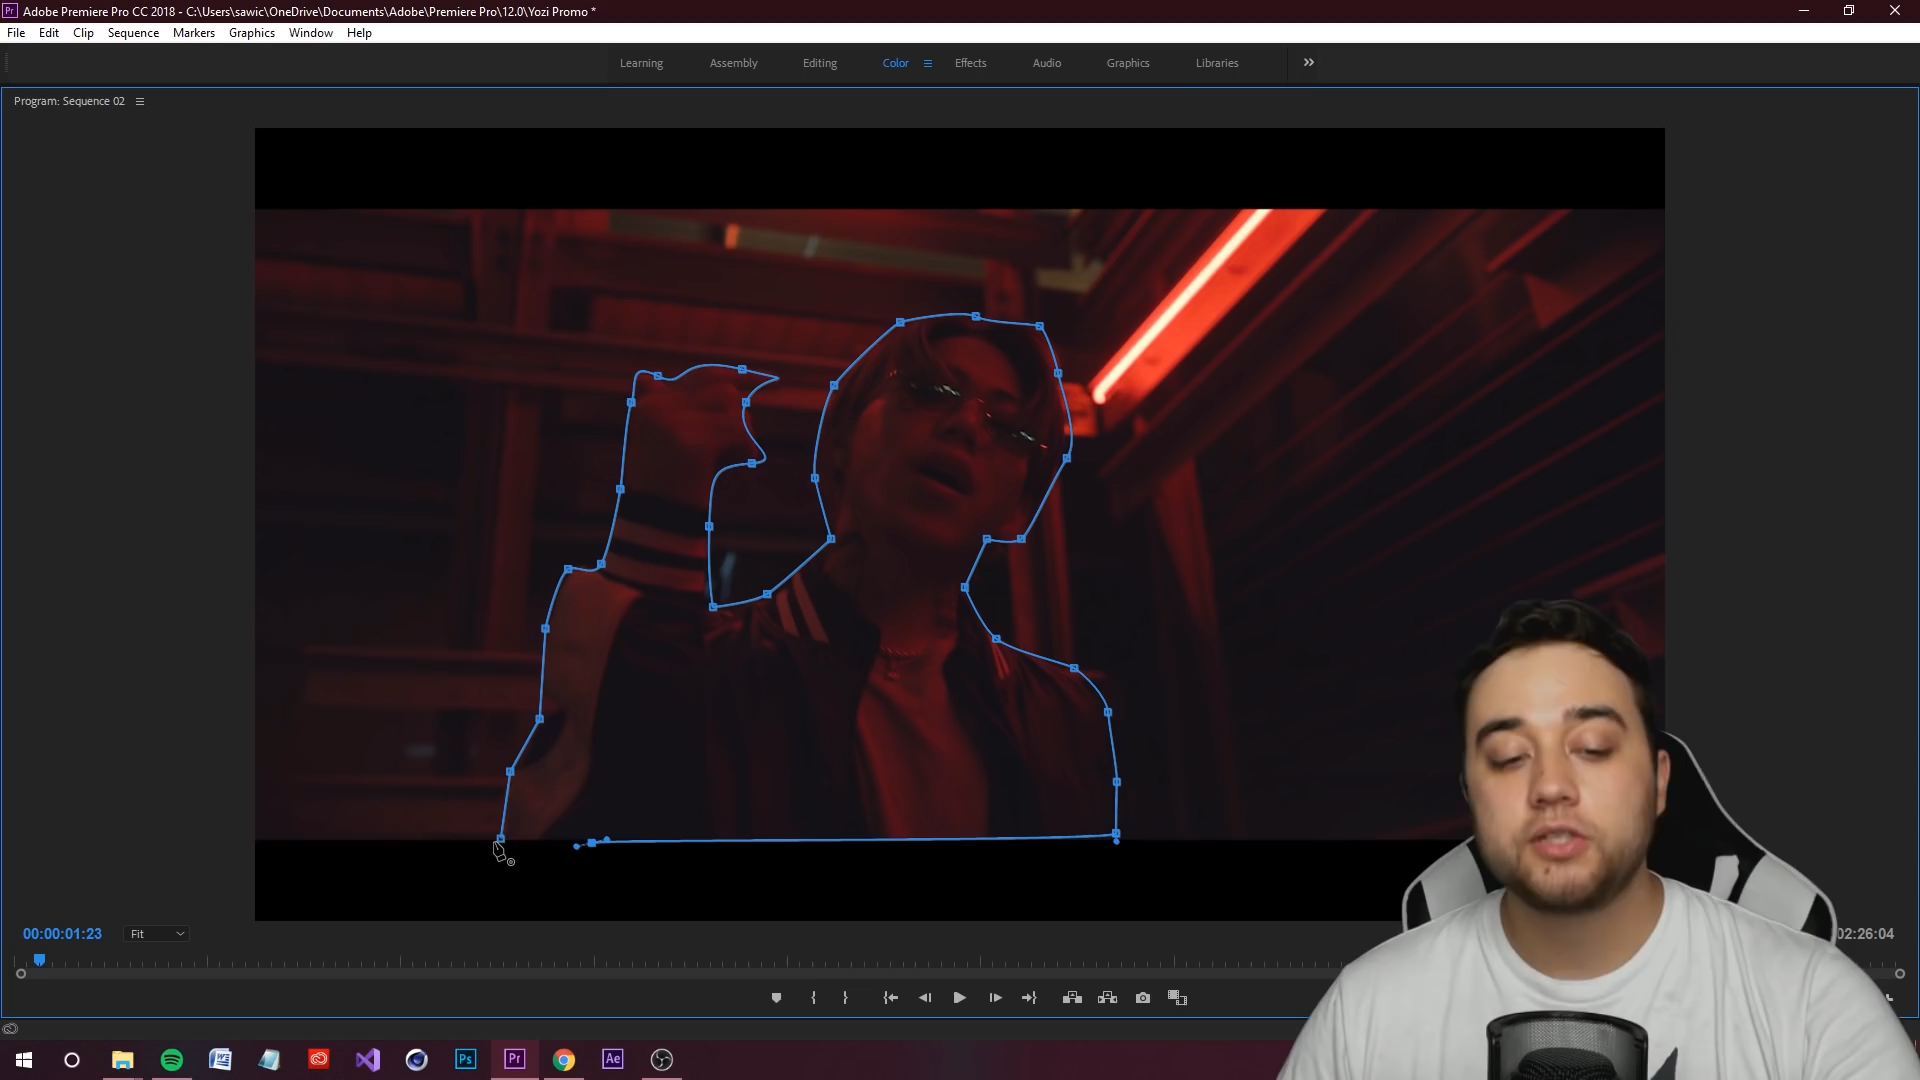 Pr Adobe Premiere Pro CC 2018 - C:\Users\sawic\OneDrive\Documents\Adobe\Premiere Pro\12.0\Yozi Promo *
File Edit Clip Sequence Markers Graphics Window Help
Learning Assembly Editing Color Effects Audio Graphics Libraries
Program: Sequence 02
00:00:01:23 Fit 02:26:04
Ps Pr Ae